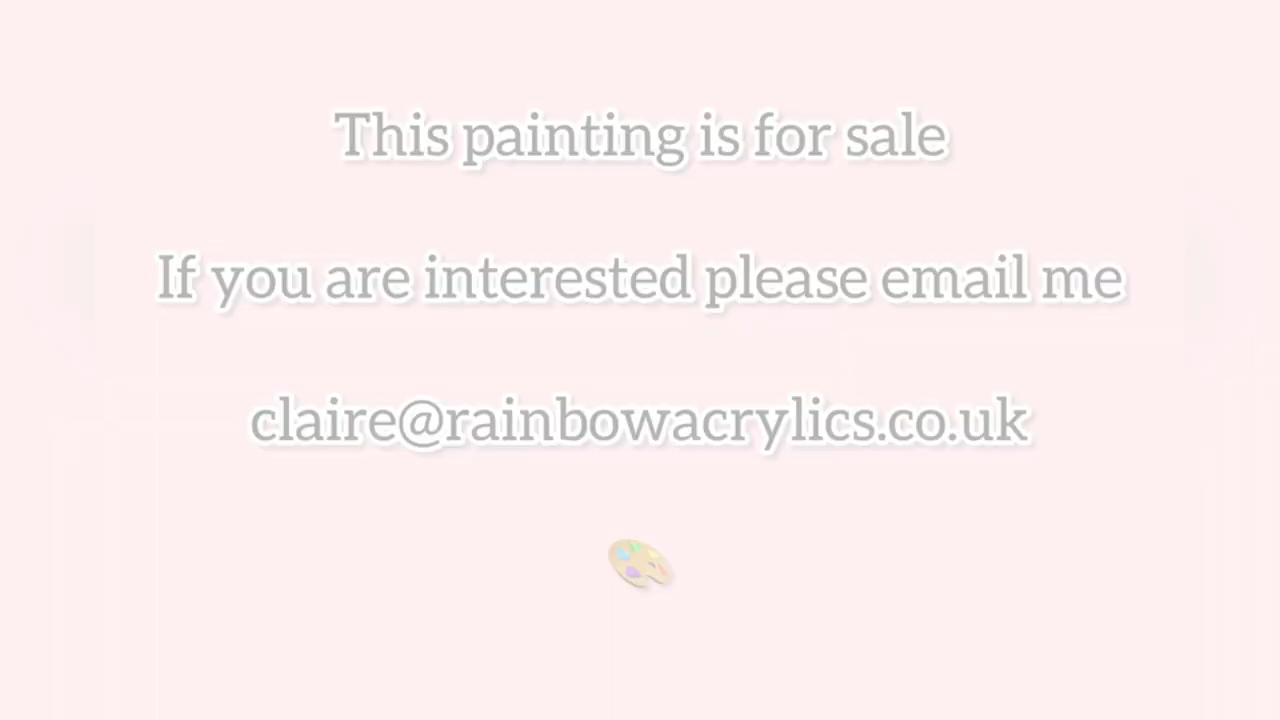 This painting is for sale
If you are interested please email me
claire@rainbowacrylics.co.uk